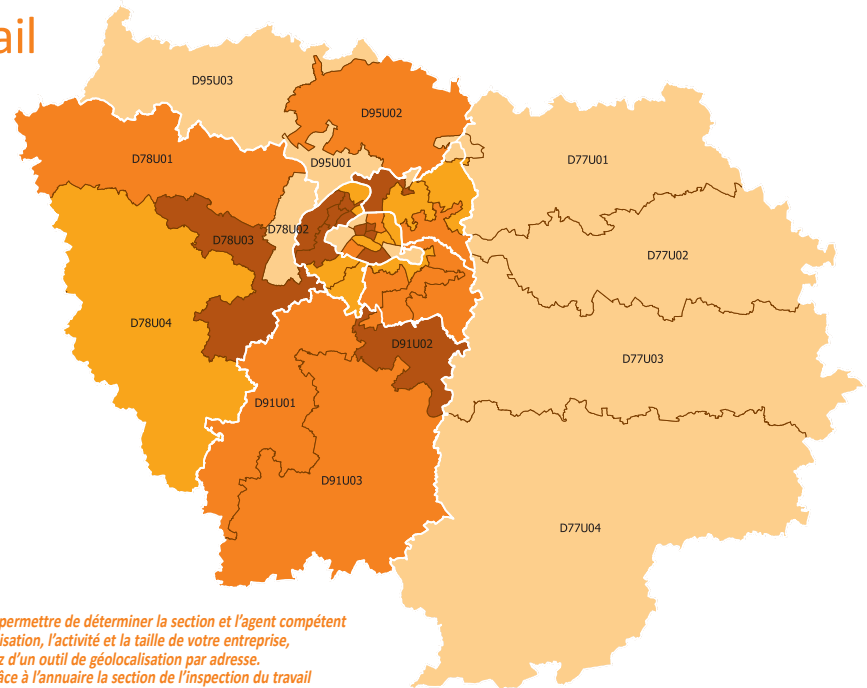 ail
D95U03
D95U02
D78U01
D95U01
D77U01
D78U03
D78U02
D77U02
D78U04
D91U02
D77U03
D91U01
D91U03
D77U04
permettre de déterminer la section et l'agent compétent
isation, l'activité et la taille de votre entreprise,
z d'un outil de géolocalisation par adresse.
âce à l'annuaire la section de l'inspection du travail